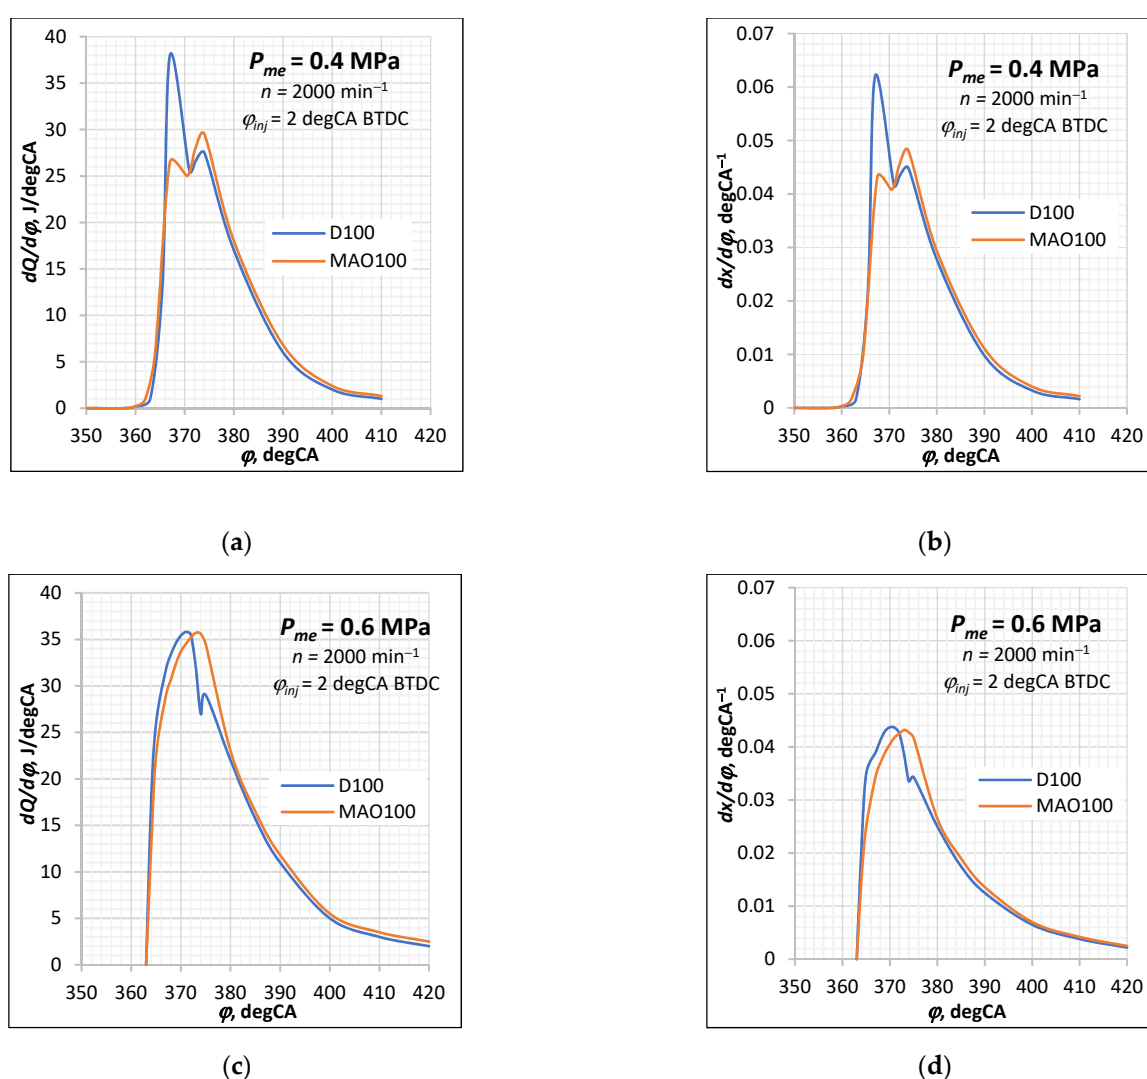 40
35
30
25
20
15
10
5
0
dQ/dφ, J/degCA
P_me = 0.4 MPa
n = 2000 min⁻¹
φ_inj = 2 degCA BTDC
D100
MAO100
350 360 370 380 390 400 410 420
φ, degCA
(a)
0.07
0.06
0.05
0.04
0.03
0.02
0.01
0
dx/dφ, degCA⁻¹
P_me = 0.4 MPa
n = 2000 min⁻¹
φ_inj = 2 degCA BTDC
D100
MAO100
350 360 370 380 390 400 410 420
φ, degCA
(b)
40
35
30
25
20
15
10
5
0
dQ/dφ, J/degCA
P_me = 0.6 MPa
n = 2000 min⁻¹
φ_inj = 2 degCA BTDC
D100
MAO100
350 360 370 380 390 400 410 420
φ, degCA
(c)
0.07
0.06
0.05
0.04
0.03
0.02
0.01
0
dx/dφ, degCA⁻¹
P_me = 0.6 MPa
n = 2000 min⁻¹
φ_inj = 2 degCA BTDC
D100
MAO100
350 360 370 380 390 400 410 420
φ, degCA
(d)